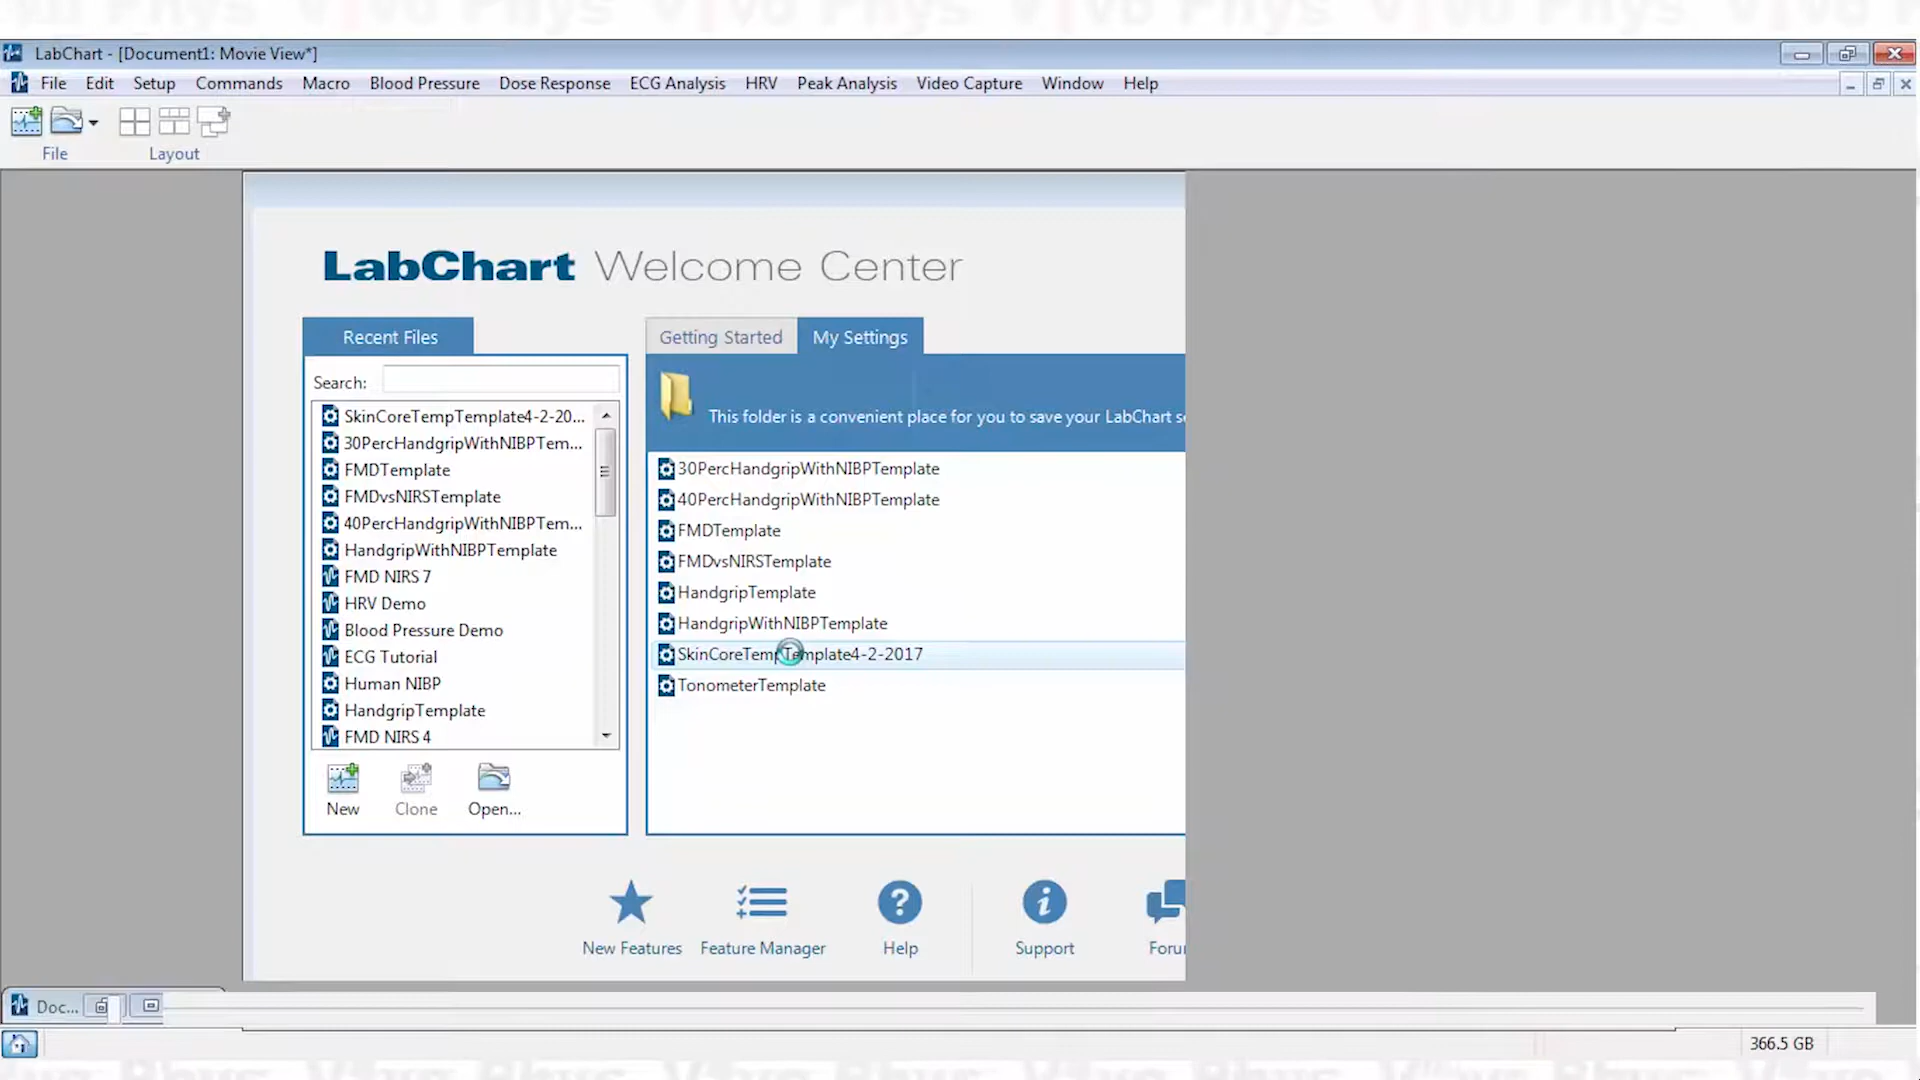 LabChart - [Document1: Movie View*]
File Edit Setup Commands Macro Blood Pressure Dose Response ECG Analysis HRV Peak Analysis Video Capture Window Help
File Layout
LabChart Welcome Center
Recent Files
Getting Started My Settings
Search:
This folder is a convenient place for you to save your LabChart s
SkinCoreTempTemplate4-2-20...
30PercHandgripWithNIBPTem...
FMDTemplate
FMDvsNIRSTemplate
40PercHandgripWithNIBPTem...
HandgripWithNIBPTemplate
FMD NIRS 7
HRV Demo
Blood Pressure Demo
ECG Tutorial
Human NIBP
HandgripTemplate
FMD NIRS 4
New Clone Open...
30PercHandgripWithNIBPTemplate
40PercHandgripWithNIBPTemplate
FMDTemplate
FMDvsNIRSTemplate
HandgripTemplate
HandgripWithNIBPTemplate
SkinCoreTempTemplate4-2-2017
TonometerTemplate
New Features Feature Manager Help Support Foru
Doc...
366.5 GB